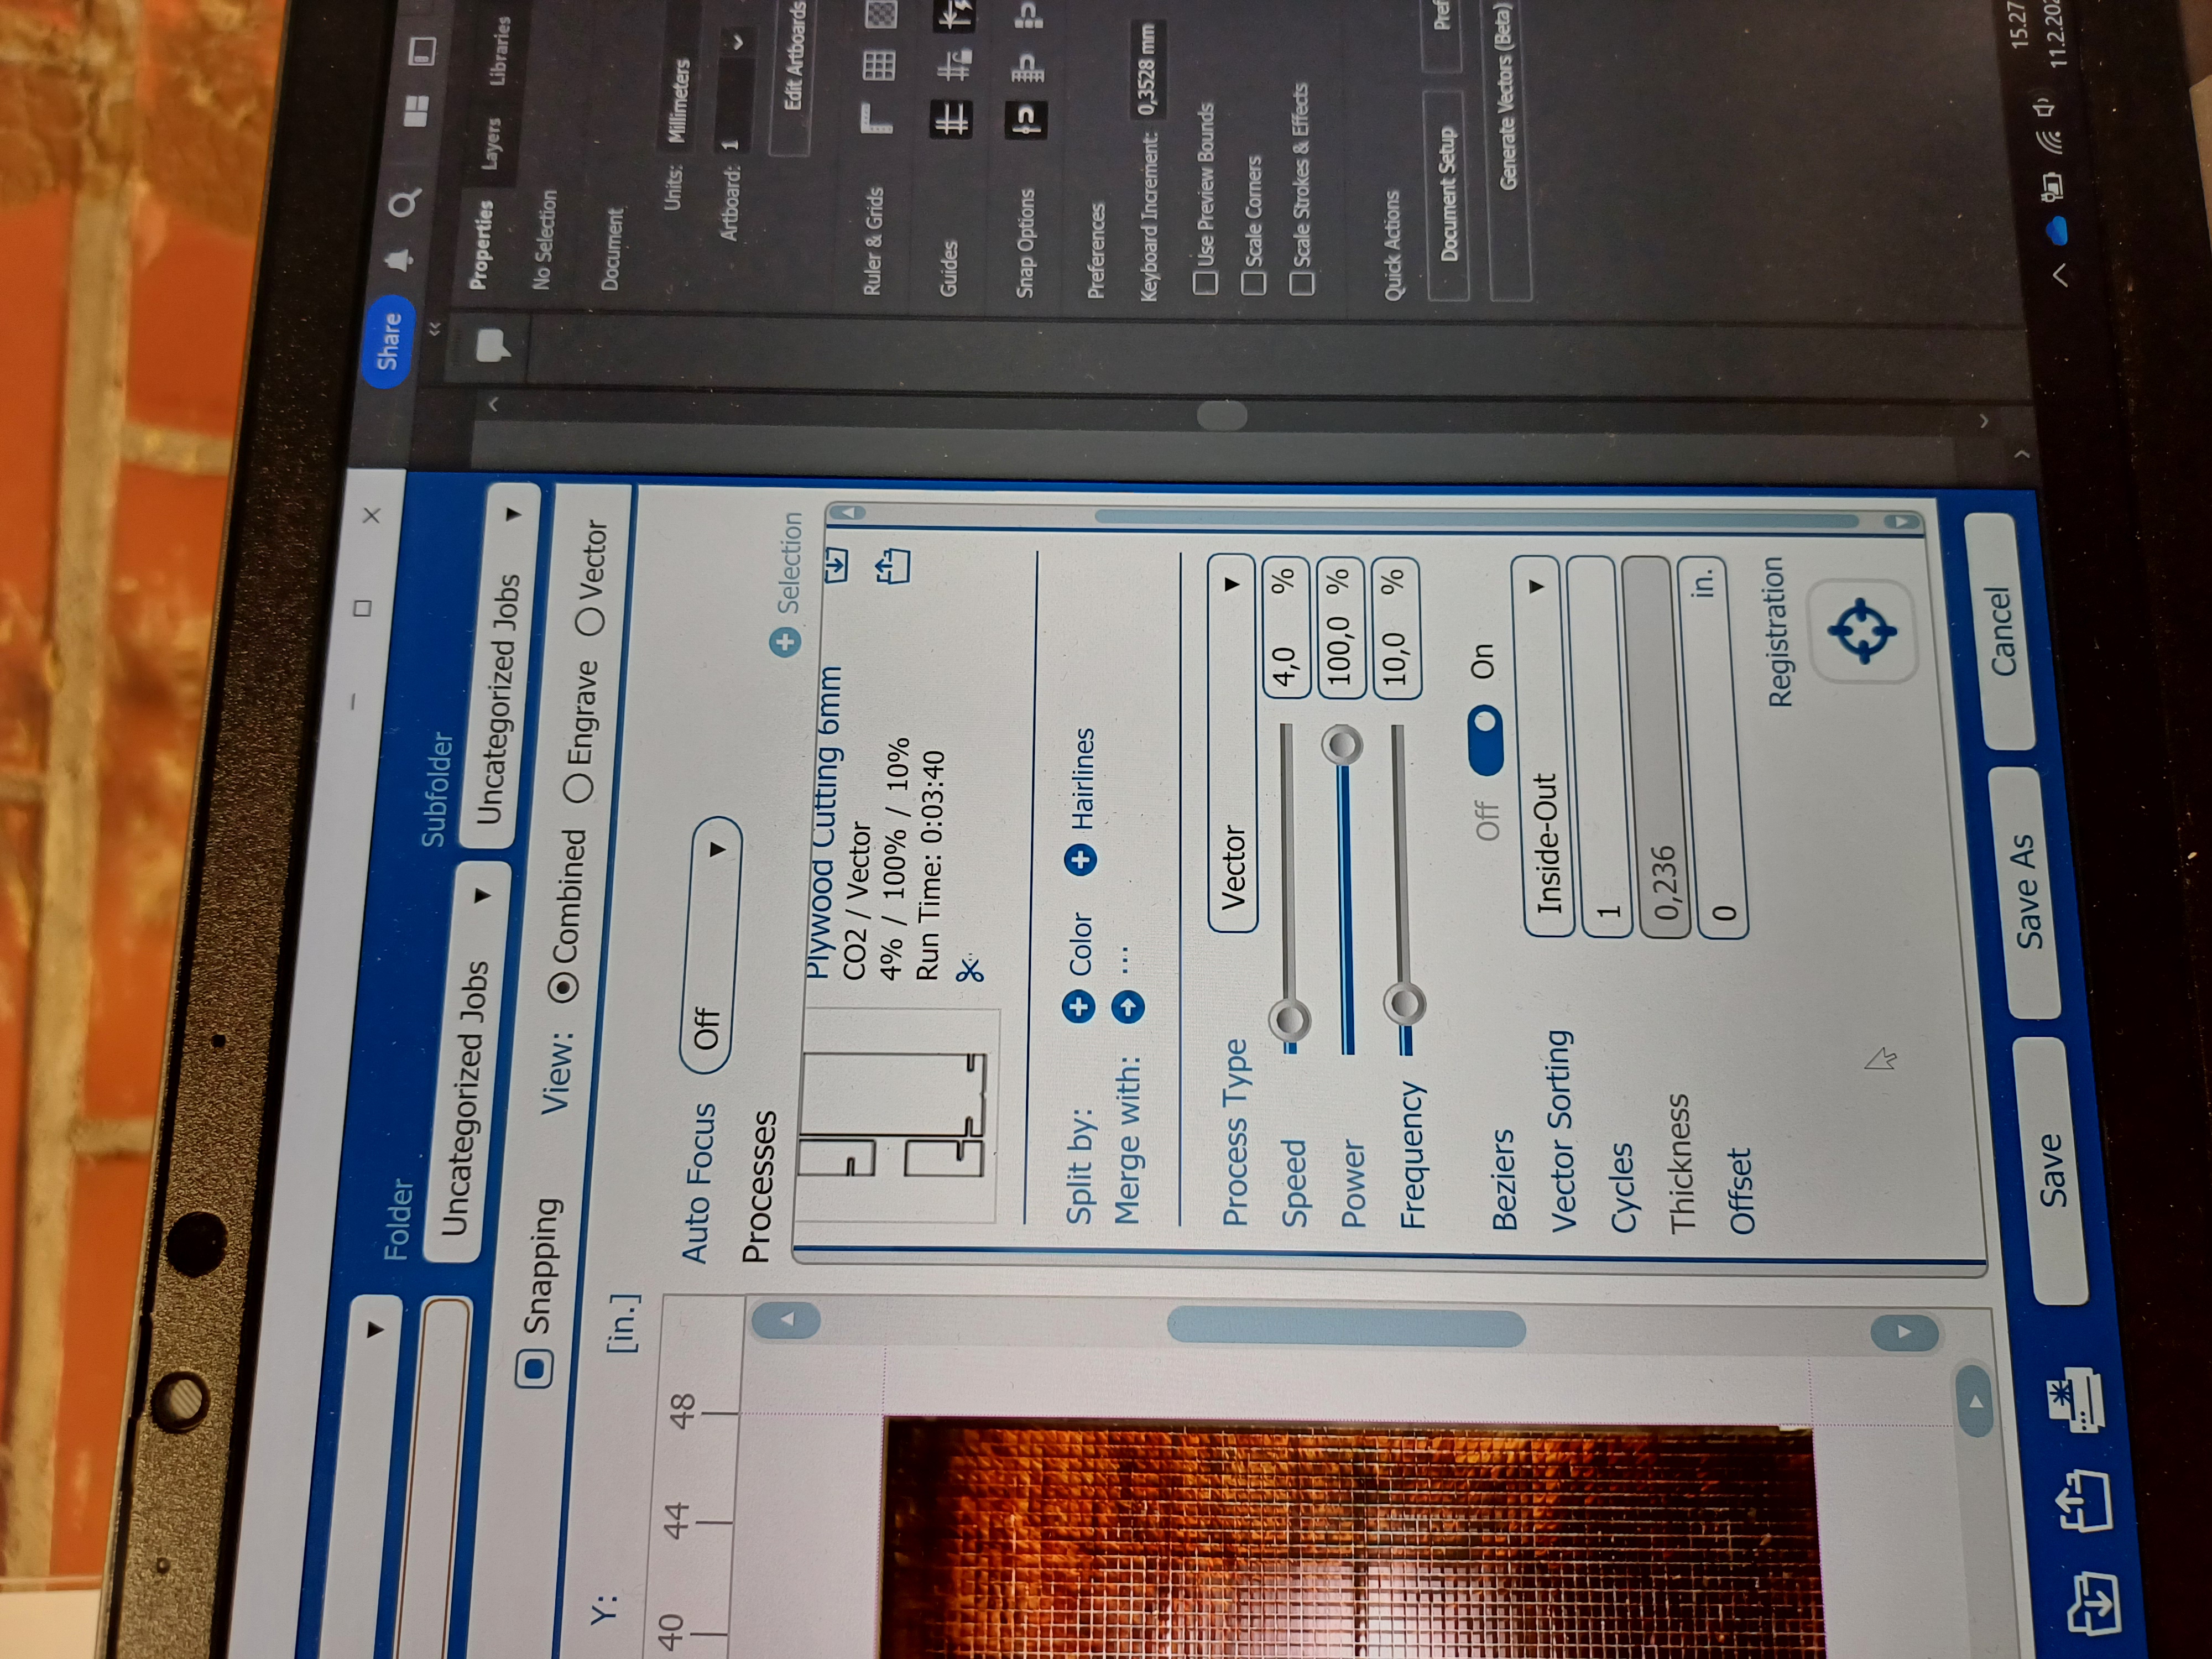 Folder
Uncategorized Jobs
Subfolder
Uncategorized Jobs
Snapping
View: Combined Engrave Vector
Y: [in.]
40 44 48
Auto Focus Off
Processes
Selection
Plywood Cutting 6mm
CO2 / Vector
4% / 100% / 10%
Run Time: 0:03:40
Split by: Color Hairlines
Merge with: ...
Process Type Vector
Speed 4,0 %
Power 100,0 %
Frequency 10,0 %
Beziers Off On
Vector Sorting Inside-Out
Cycles 1
Thickness 0,236
Offset 0 in.
Registration
Save
Save As
Cancel
Share
Properties Layers Libraries
No Selection
Document
Units: Millimeters
Artboard: 1
Edit Artboards
Ruler & Grids
Guides
Snap Options
Preferences
Keyboard Increment: 0,3528 mm
Use Preview Bounds
Scale Corners
Scale Strokes & Effects
Quick Actions
Document Setup Pref
Generate Vectors (Beta)
15.27
11.2.202